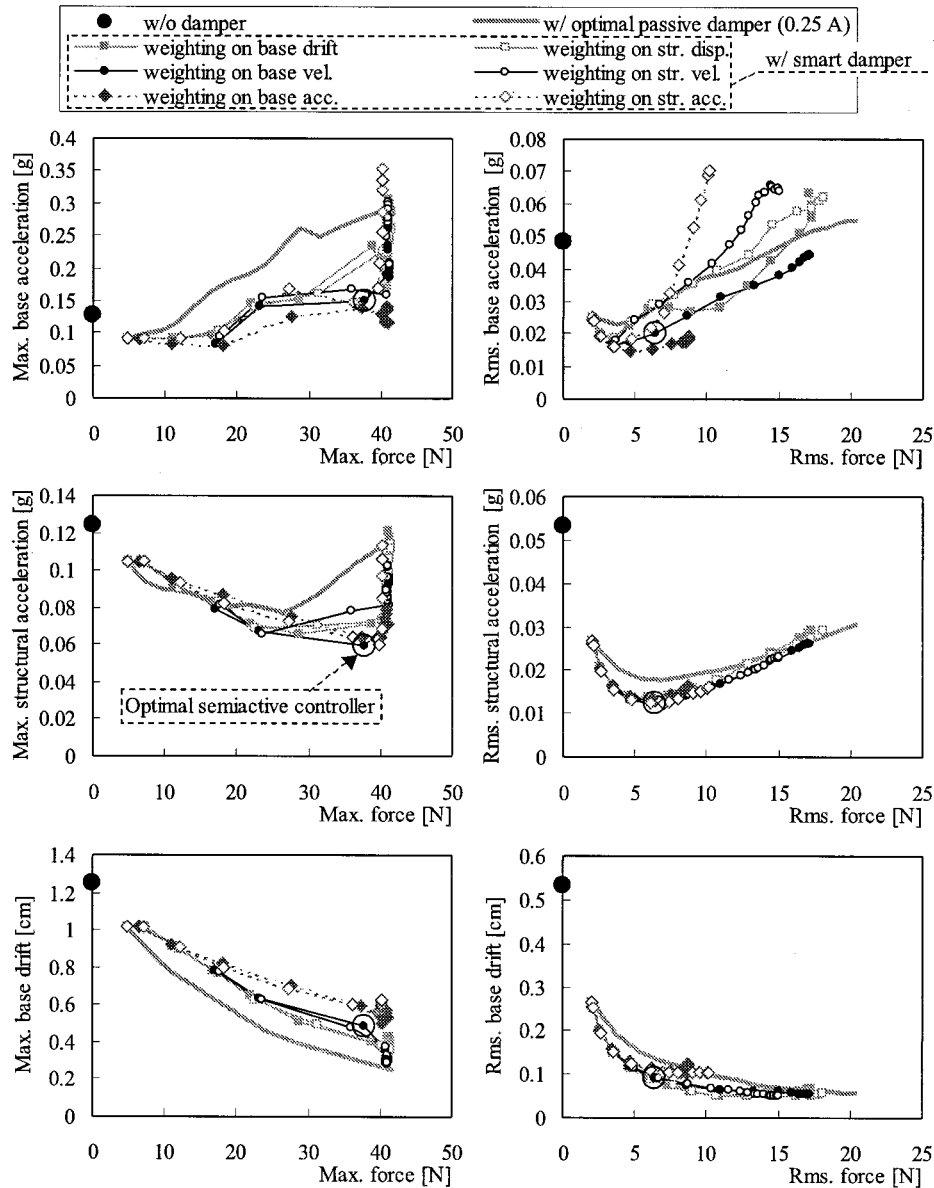 w/o damper
w/ optimal passive damper (0.25 A)
weighting on base drift
weighting on str. disp.
weighting on base vel.
weighting on str. vel.
w/ smart damper
weighting on base acc.
weighting on str. acc.
Max. base acceleration [g]
0.4
0.35
0.3
0.25
0.2
0.15
0.1
0.05
0
0 10 20 30 40 50
Max. force [N]
Rms. base acceleration [g]
0.08
0.07
0.06
0.05
0.04
0.03
0.02
0.01
0
0 5 10 15 20 25
Rms. force [N]
Max. structural acceleration [g]
0.14
0.12
0.10
0.08
0.06
0.04
0.02
0
Optimal semiactive controller
0 10 20 30 40 50
Max. force [N]
Rms. structural acceleration [g]
0.06
0.05
0.04
0.03
0.02
0.01
0
0 5 10 15 20 25
Rms. force [N]
Max. base drift [cm]
1.4
1.2
1
0.8
0.6
0.4
0.2
0
0 10 20 30 40 50
Max. force [N]
Rms. base drift [cm]
0.6
0.5
0.4
0.3
0.2
0.1
0
0 5 10 15 20 25
Rms. force [N]